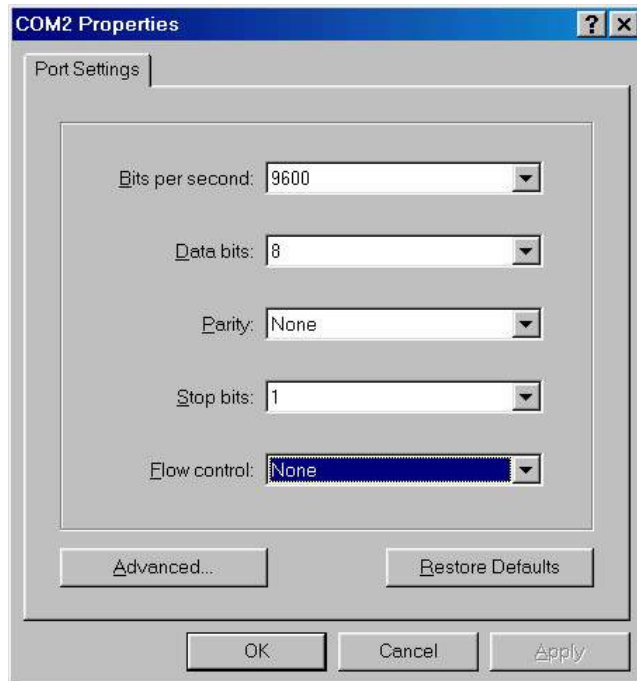 COM2 Properties
Port Settings
Bits per second: 9600
Data bits: 8
Parity: None
Stop bits: 1
Flow control: None
Advanced... Restore Defaults
OK Cancel Apply